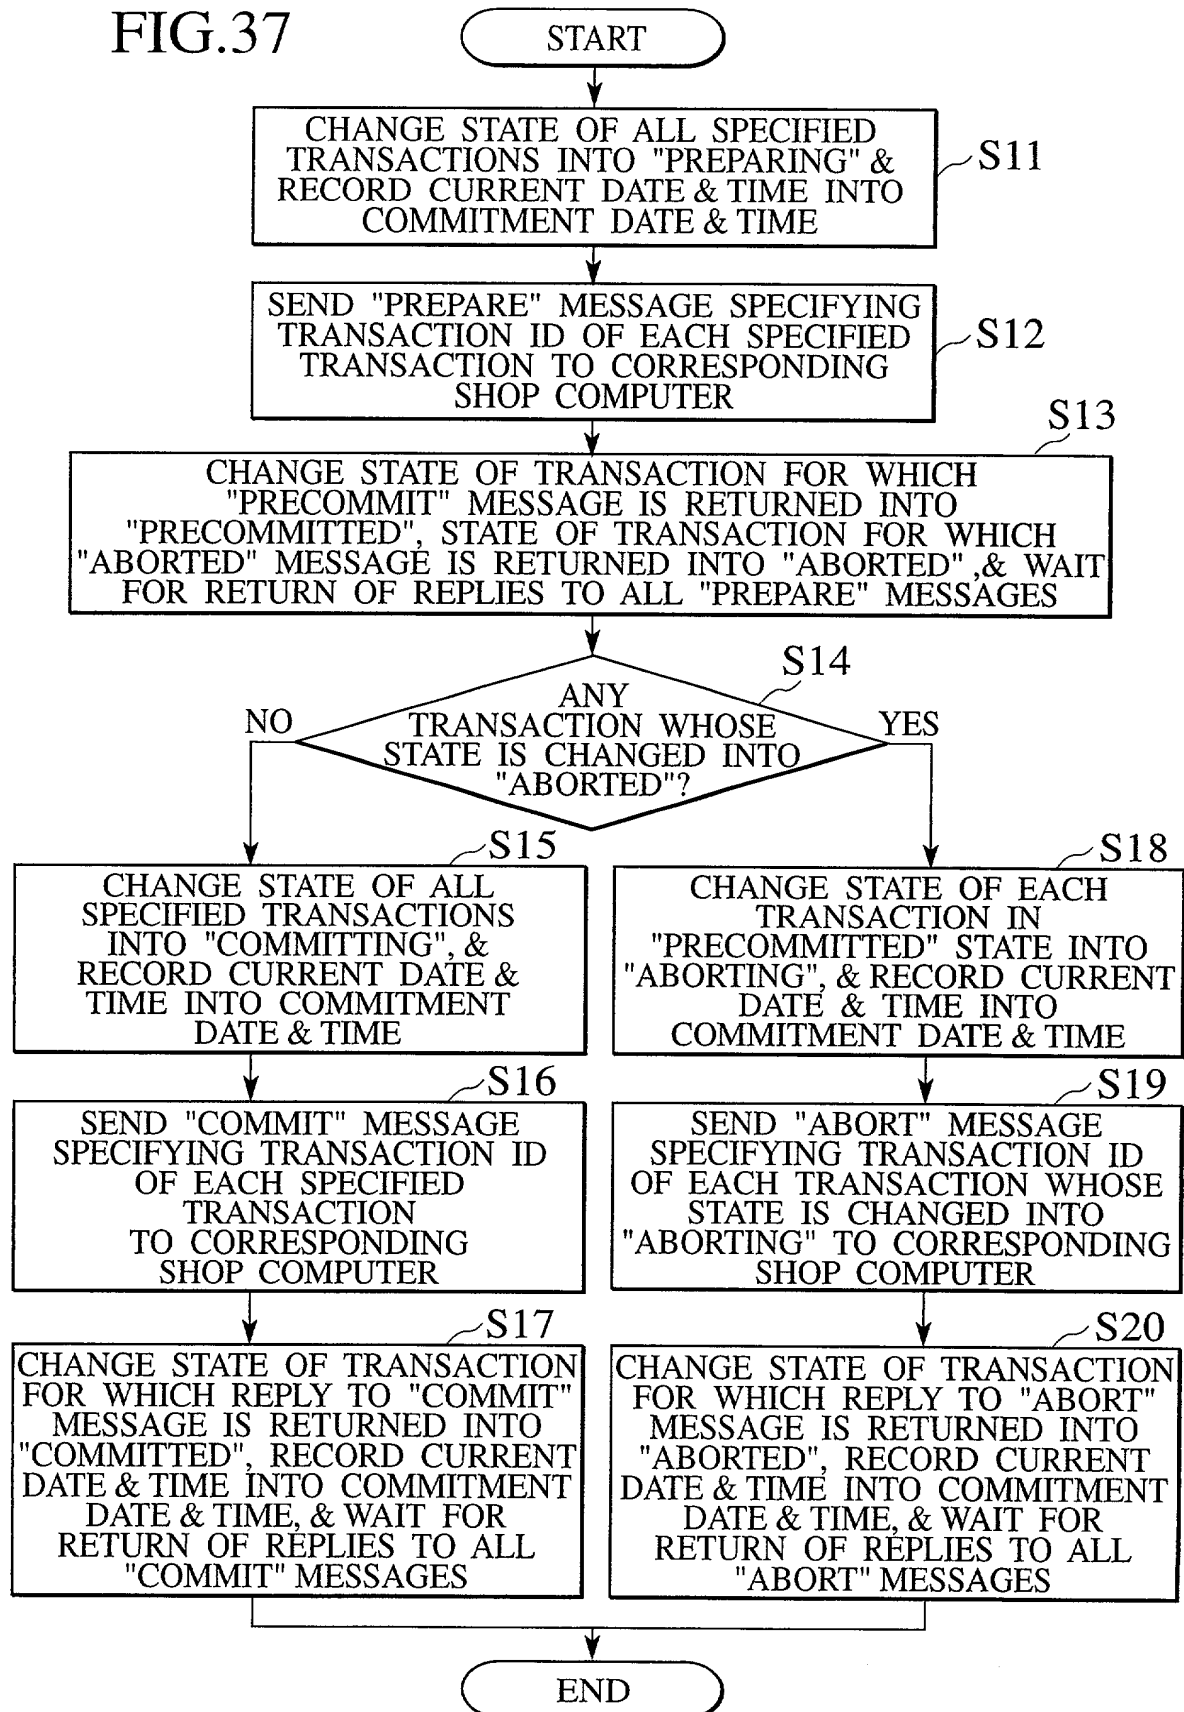 FIG.37
START
CHANGE STATE OF ALL SPECIFIED
TRANSACTIONS INTO "PREPARING" &
RECORD CURRENT DATE & TIME INTO
COMMITMENT DATE & TIME
S11
SEND "PREPARE" MESSAGE SPECIFYING
TRANSACTION ID OF EACH SPECIFIED
TRANSACTION TO CORRESPONDING
SHOP COMPUTER
S12
S13
CHANGE STATE OF TRANSACTION FOR WHICH
"PRECOMMIT" MESSAGE IS RETURNED INTO
"PRECOMMITTED", STATE OF TRANSACTION FOR WHICH
"ABORTED" MESSAGE IS RETURNED INTO "ABORTED" ,& WAIT
FOR RETURN OF REPLIES TO ALL "PREPARE" MESSAGES
S14
ANY
TRANSACTION WHOSE
STATE IS CHANGED INTO
"ABORTED"?
NO
YES
S15
CHANGE STATE OF ALL
SPECIFIED TRANSACTIONS
INTO "COMMITTING", &
RECORD CURRENT DATE &
TIME INTO COMMITMENT
DATE & TIME
S16
SEND "COMMIT" MESSAGE
SPECIFYING TRANSACTION ID
OF EACH SPECIFIED
TRANSACTION
TO CORRESPONDING
SHOP COMPUTER
S17
CHANGE STATE OF TRANSACTION
FOR WHICH REPLY TO "COMMIT"
MESSAGE IS RETURNED INTO
"COMMITTED", RECORD CURRENT
DATE & TIME INTO COMMITMENT
DATE & TIME, & WAIT FOR
RETURN OF REPLIES TO ALL
"COMMIT" MESSAGES
S18
CHANGE STATE OF EACH
TRANSACTION IN
"PRECOMMITTED" STATE INTO
"ABORTING", & RECORD CURRENT
DATE & TIME INTO
COMMITMENT DATE & TIME
S19
SEND "ABORT" MESSAGE
SPECIFYING TRANSACTION ID
OF EACH TRANSACTION WHOSE
STATE IS CHANGED INTO
"ABORTING" TO CORRESPONDING
SHOP COMPUTER
S20
CHANGE STATE OF TRANSACTION
FOR WHICH REPLY TO "ABORT"
MESSAGE IS RETURNED INTO
"ABORTED", RECORD CURRENT
DATE & TIME INTO COMMITMENT
DATE & TIME, & WAIT FOR
RETURN OF REPLIES TO ALL
"ABORT" MESSAGES
END